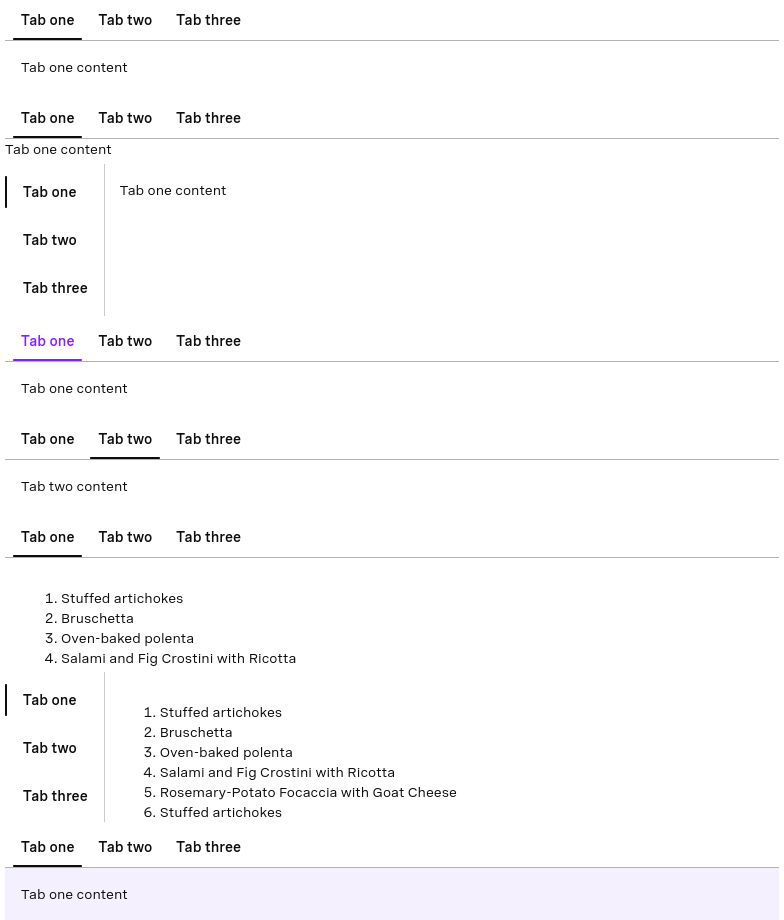 Tab one Tab two Tab three
Tab one content
Tab one Tab two Tab three
Tab one content
Tab one
Tab two
Tab three
Tab one content
Tab one Tab two Tab three
Tab one content
Tab one Tab two Tab three
Tab two content
Tab one Tab two Tab three
1. Stuffed artichokes
2. Bruschetta
3. Oven-baked polenta
4. Salami and Fig Crostini with Ricotta
Tab one
Tab two
Tab three
1. Stuffed artichokes
2. Bruschetta
3. Oven-baked polenta
4. Salami and Fig Crostini with Ricotta
5. Rosemary-Potato Focaccia with Goat Cheese
6. Stuffed artichokes
Tab one Tab two Tab three
Tab one content